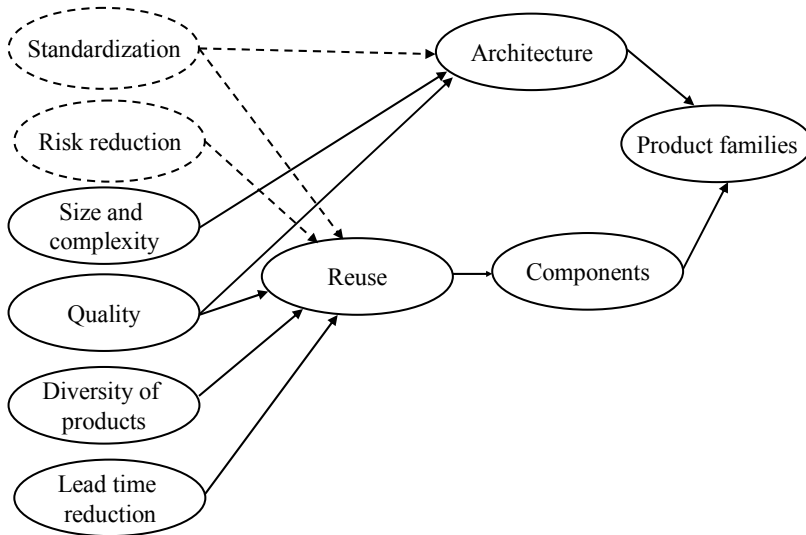 Standardization
Architecture
Risk reduction
Product families
Size and
complexity
Reuse
Components
Quality
Diversity of
products
Lead time
reduction